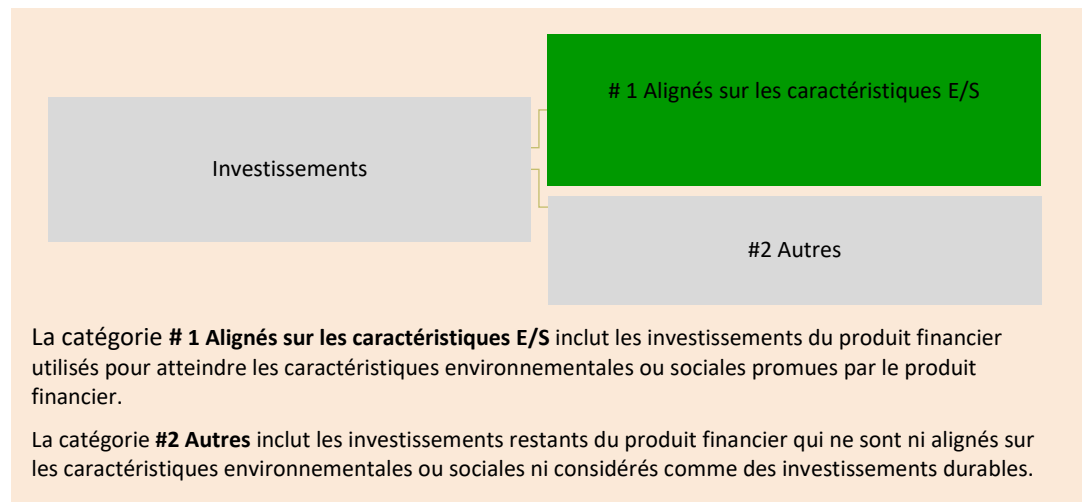 # 1 Alignés sur les caractéristiques E/S
Investissements
#2 Autres
La catégorie # 1 Alignés sur les caractéristiques E/S inclut les investissements du produit financier
utilisés pour atteindre les caractéristiques environnementales ou sociales promues par le produit
financier.
La catégorie #2 Autres inclut les investissements restants du produit financier qui ne sont ni alignés sur
les caractéristiques environnementales ou sociales ni considérés comme des investissements durables.